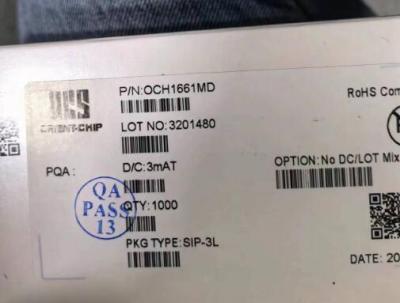 P/N:OCH1661MD
RoHS Com
ORIENT-CHIP
LOT NO:3201480
PQA :
D/C:3mAT
OPTION: No DC/LOT Mix
QA
PASS
13
QTY:1000
PKG TYPE:SIP-3L
DATE: 20